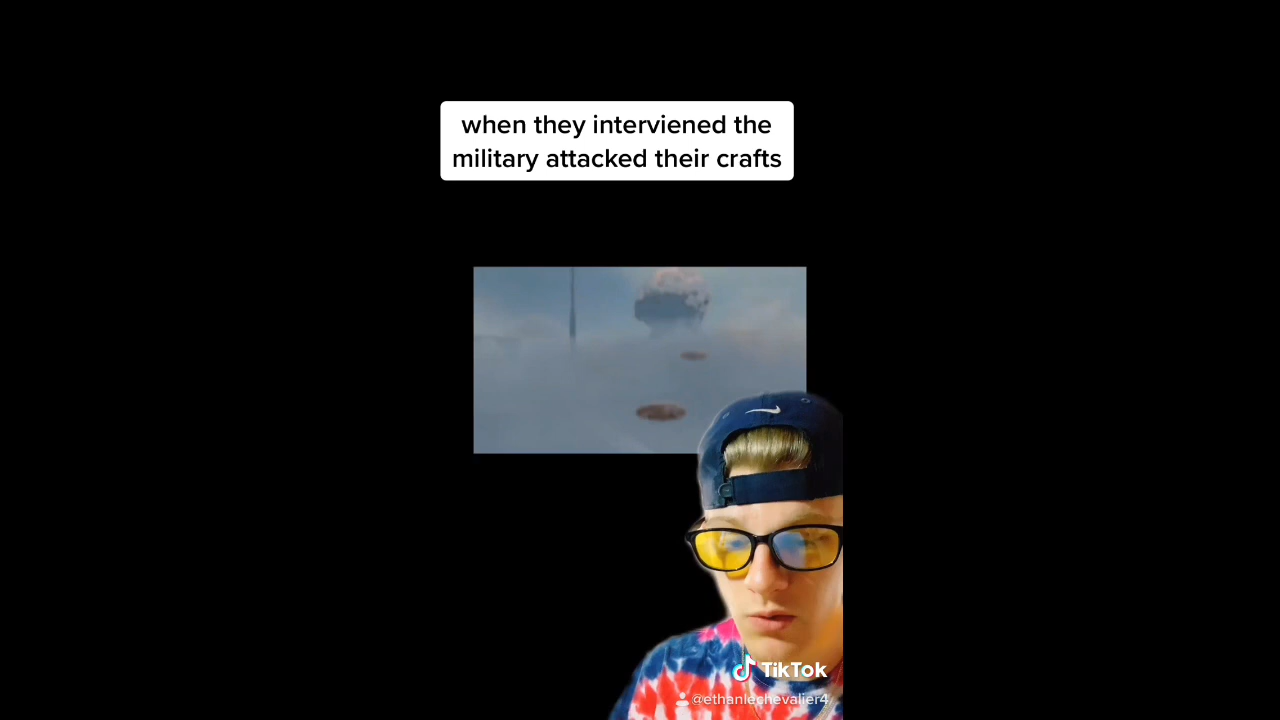 when they interviened the
military attacked their crafts
TikTok
@ethanlechevalier4